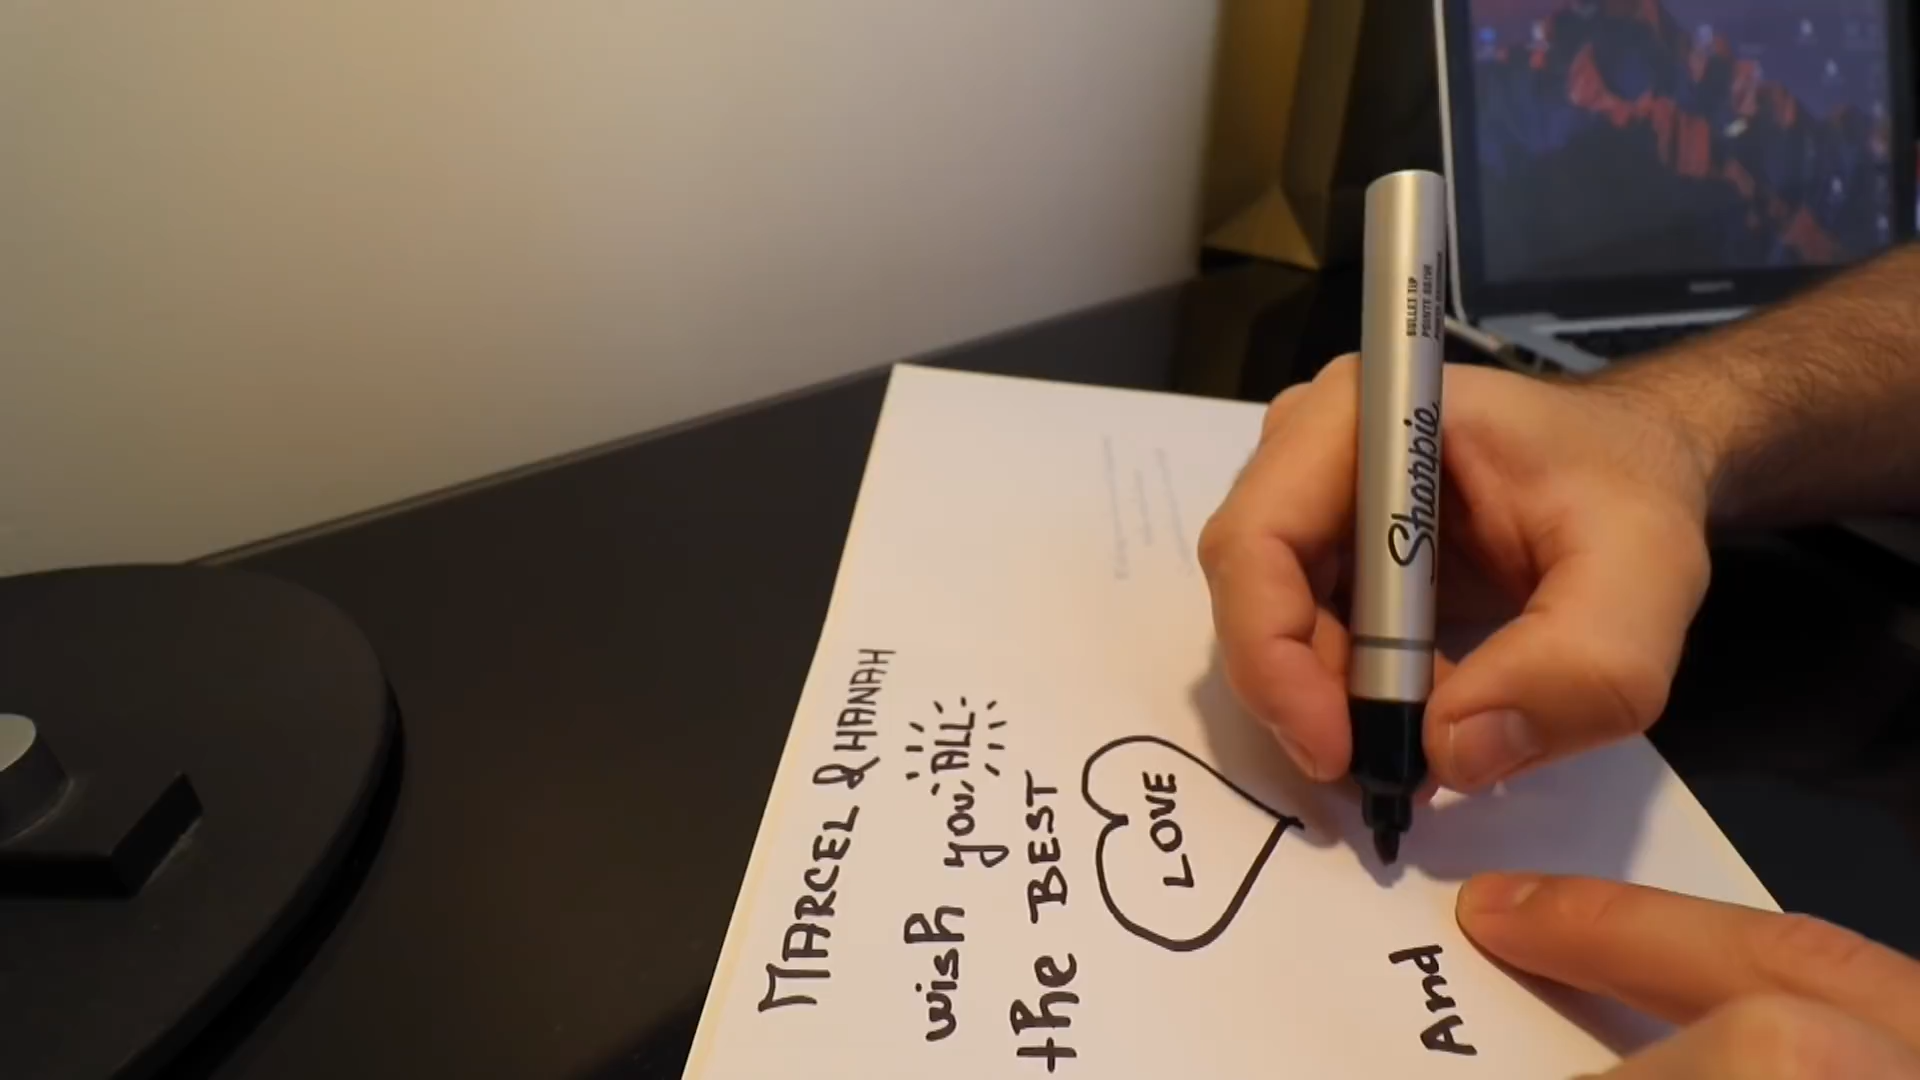 MARCEL & HANAH
wish you ALL
the BEST
LOVE
And
Sharpie
BULLET TIP